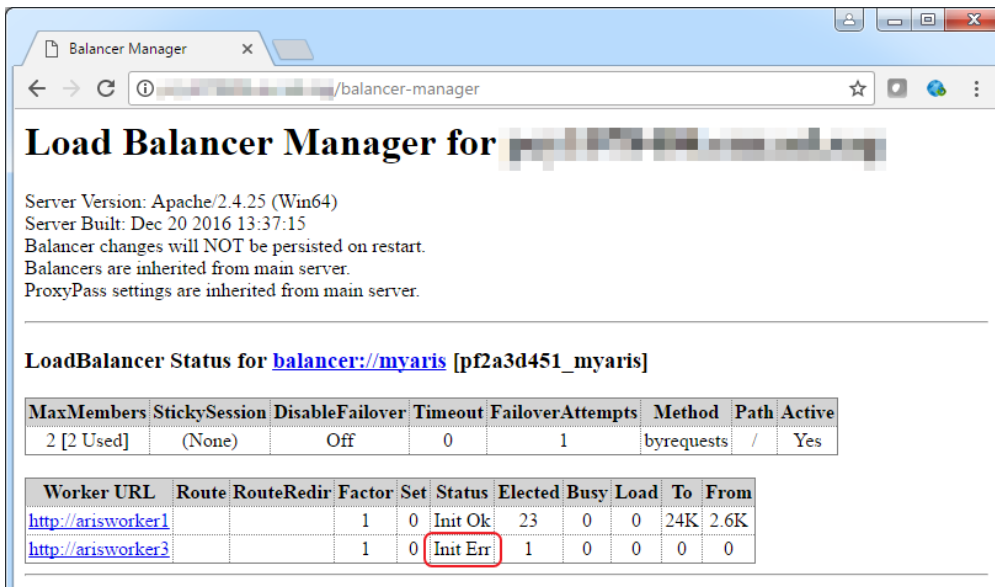 Balancer Manager
/balancer-manager
Load Balancer Manager for
Server Version: Apache/2.4.25 (Win64)
Server Built: Dec 20 2016 13:37:15
Balancer changes will NOT be persisted on restart.
Balancers are inherited from main server.
ProxyPass settings are inherited from main server.
LoadBalancer Status for balancer://myaris [pf2a3d451_myaris]
MaxMembers StickySession DisableFailover Timeout FailoverAttempts Method Path Active
2 [2 Used] (None) Off 0 1 byrequests / Yes
Worker URL Route RouteRedir Factor Set Status Elected Busy Load To From
http://arisworker1 1 0 Init Ok 23 0 0 24K 2.6K
http://arisworker3 1 0 Init Err 1 0 0 0 0